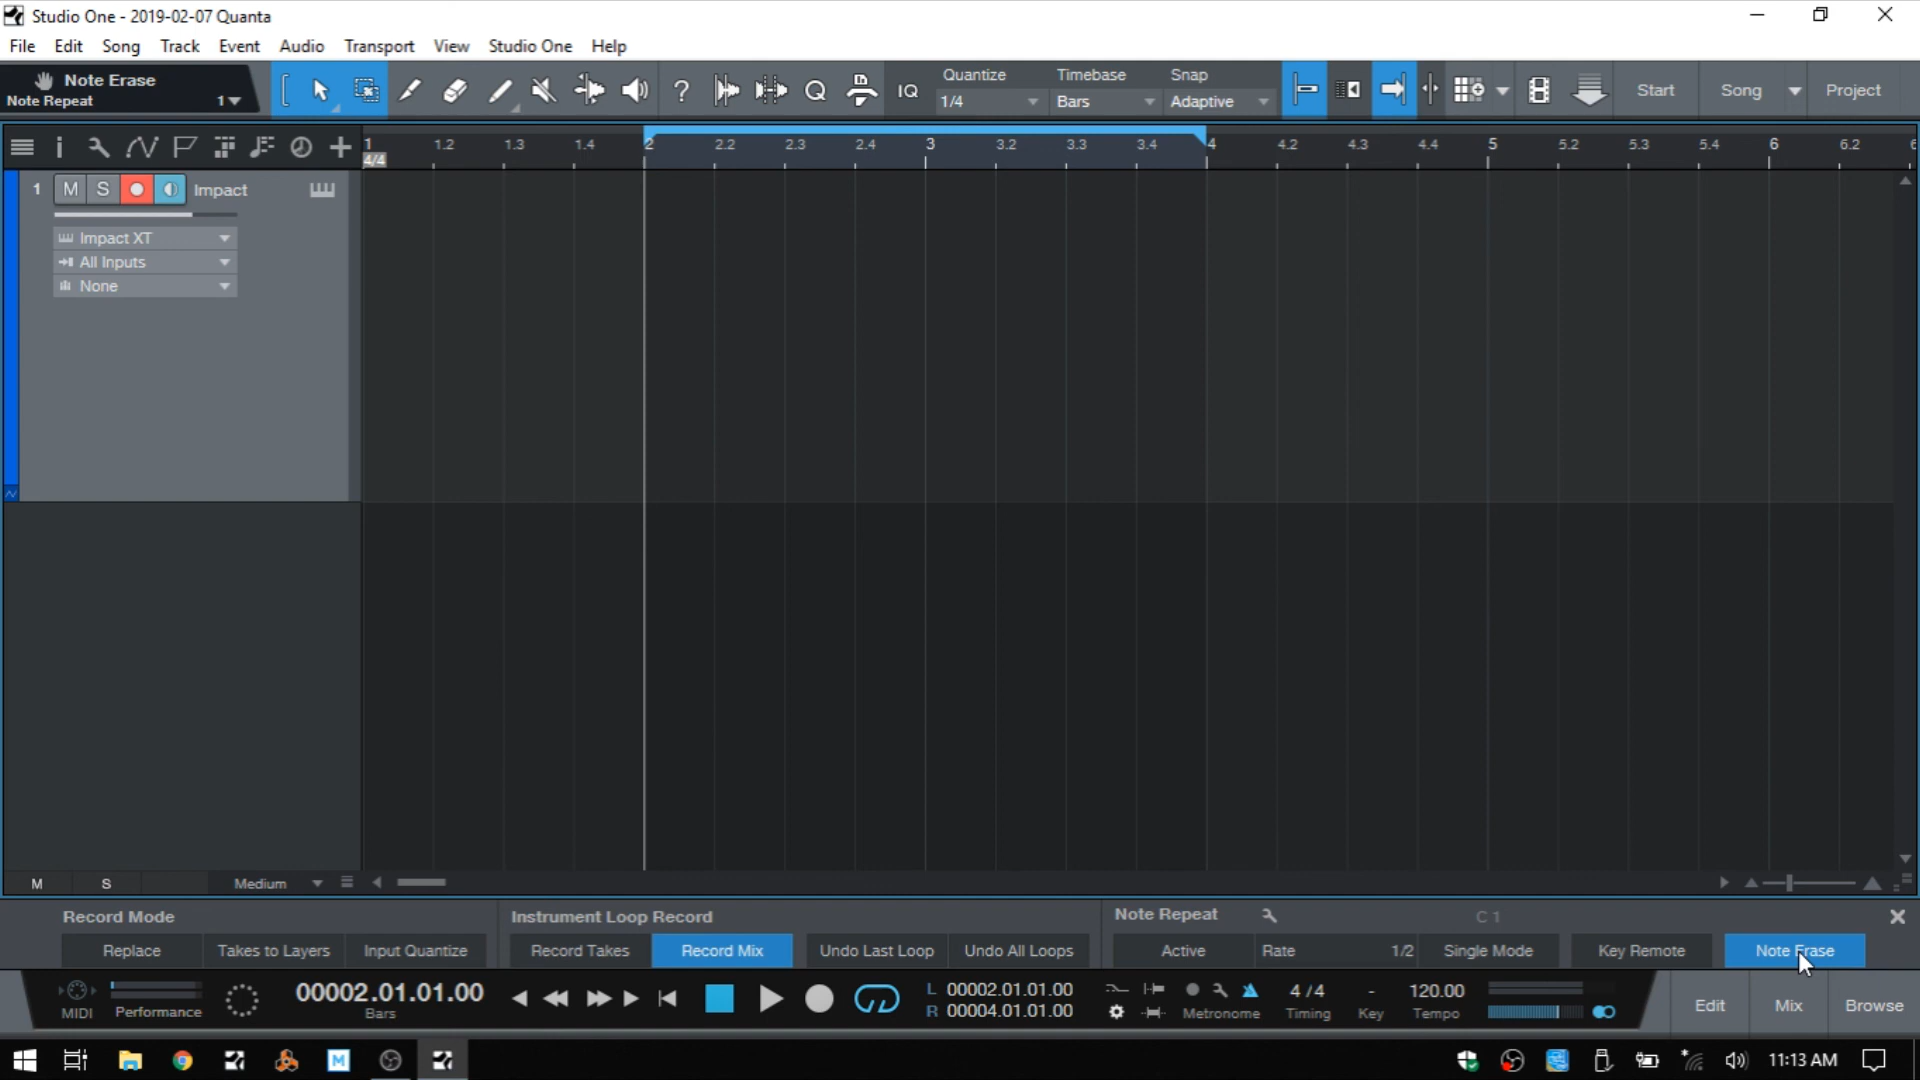 Studio One - 2019-02-07 Quanta
File Edit Song Track Event Audio Transport View Studio One Help
Note Erase
Note Repeat 1
? Q IQ
Quantize Timebase Snap
1/4 Bars Adaptive
Start Song Project
1 1.2 1.3 1.4 2 2.2 2.3 2.4 3 3.2 3.3 3.4 4 4.2 4.3 4.4 5 5.2 5.3 5.4 6 6.2
4/4
1 M S Impact
Impact XT
All Inputs
None
M S Medium
Record Mode Instrument Loop Record Note Repeat C 1
Replace Takes to Layers Input Quantize Record Takes Record Mix Undo Last Loop Undo All Loops Active Rate 1/2 Single Mode Key Remote Note Erase
00002.01.01.00 L 00002.01.01.00 4 / 4 - 120.00
MIDI Performance Bars R 00004.01.01.00 Metronome Timing Key Tempo
Edit Mix Browse
M 11:13 AM